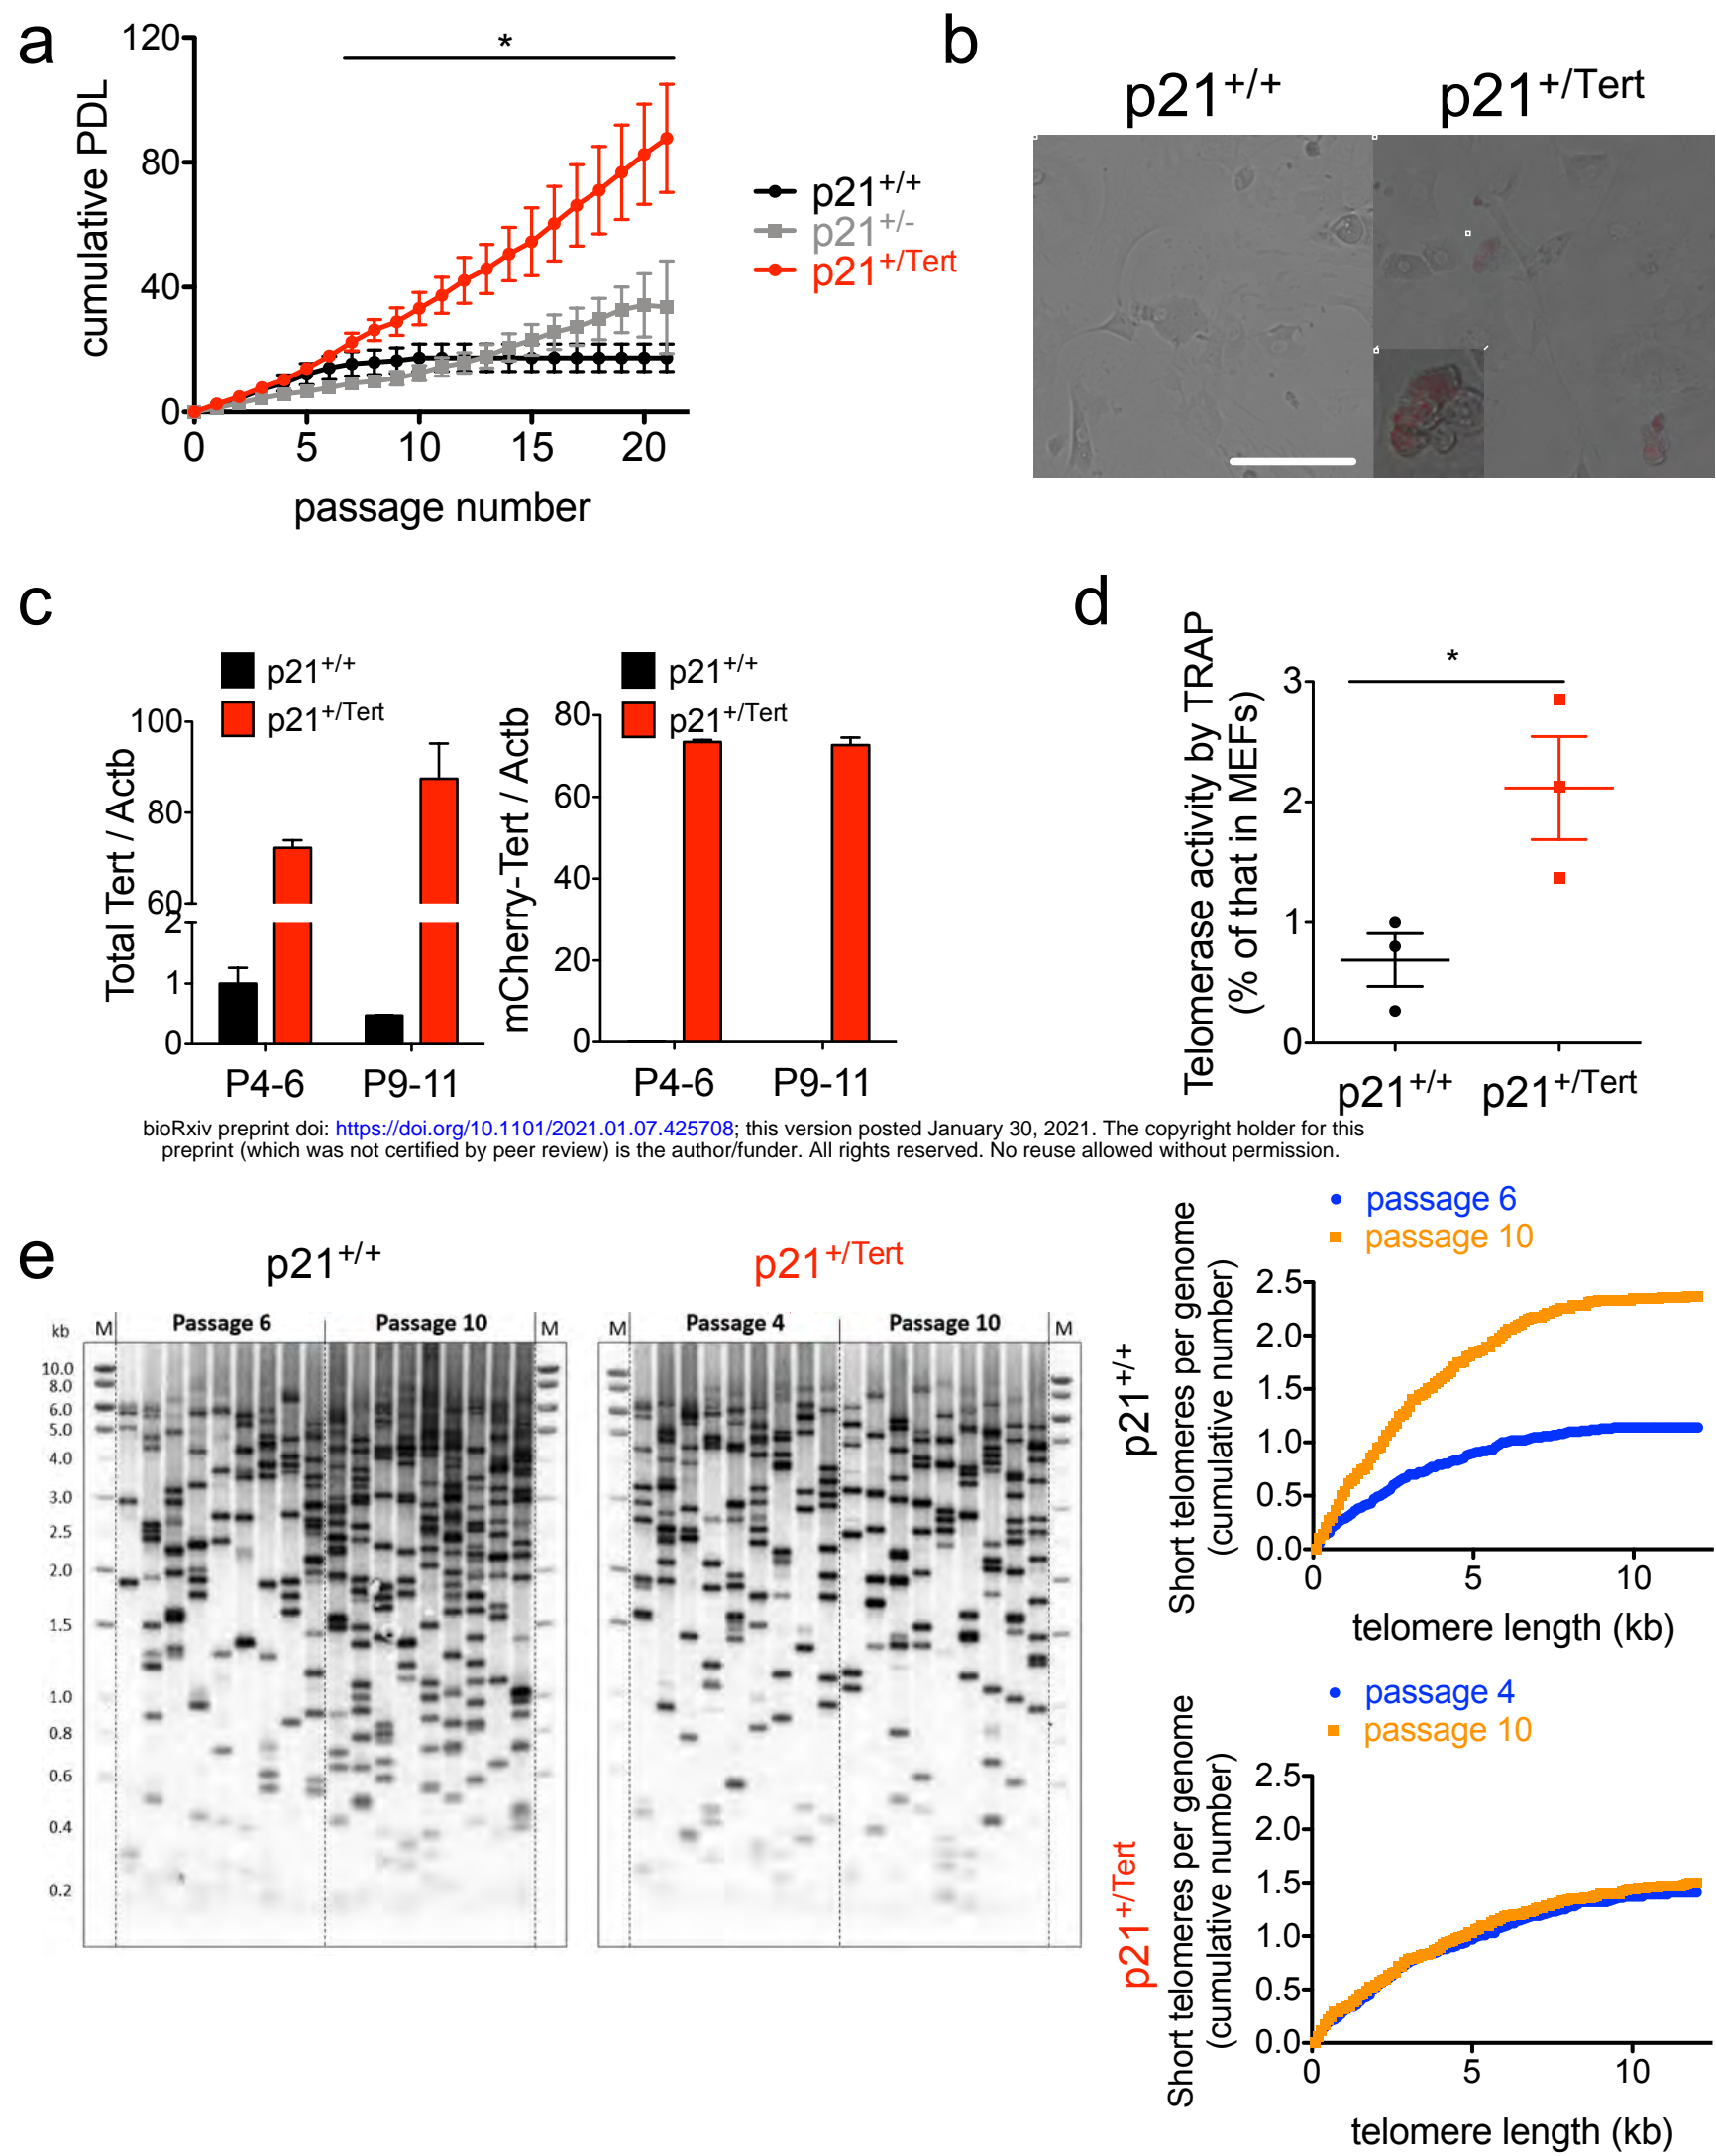 a
120
80
40
0
cumulative PDL
*
0 5 10 15 20
passage number
p21+/+
p21+/-
p21+/Tert
b
p21+/+
p21+/Tert
c
p21+/+
p21+/Tert
Total Tert / Actb
100
80
60
2
1
0
P4-6 P9-11
p21+/+
p21+/Tert
mCherry-Tert / Actb
80
60
40
20
0
P4-6 P9-11
d
Telomerase activity by TRAP
(% of that in MEFs)
*
3
2
1
0
p21+/+ p21+/Tert
bioRxiv preprint doi: https://doi.org/10.1101/2021.01.07.425708; this version posted January 30, 2021. The copyright holder for this
preprint (which was not certified by peer review) is the author/funder. All rights reserved. No reuse allowed without permission.
e
p21+/+
p21+/Tert
kb M Passage 6 Passage 10 M
M Passage 4 Passage 10 M
10.0
8.0
6.0
5.0
4.0
3.0
2.5
2.0
1.5
1.0
0.8
0.6
0.4
0.2
passage 6
passage 10
p21+/+
Short telomeres per genome
(cumulative number)
2.5
2.0
1.5
1.0
0.5
0.0
0 5 10
telomere length (kb)
passage 4
passage 10
p21+/Tert
Short telomeres per genome
(cumulative number)
2.5
2.0
1.5
1.0
0.5
0.0
0 5 10
telomere length (kb)